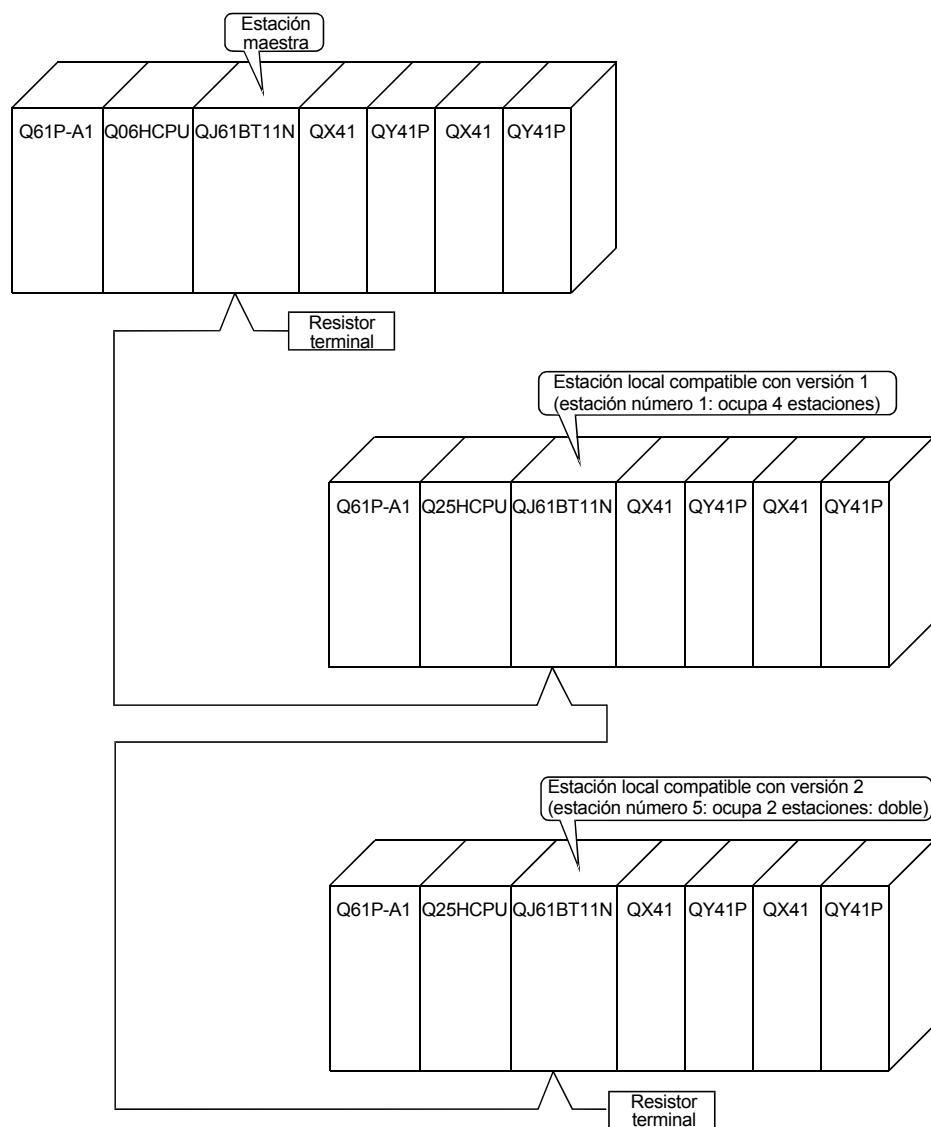 Estación
maestra
Q61P-A1 Q06HCPU QJ61BT11N QX41 QY41P QX41 QY41P
Resistor
terminal
Estación local compatible con versión 1
(estación número 1: ocupa 4 estaciones)
Q61P-A1 Q25HCPU QJ61BT11N QX41 QY41P QX41 QY41P
Estación local compatible con versión 2
(estación número 5: ocupa 2 estaciones: doble)
Q61P-A1 Q25HCPU QJ61BT11N QX41 QY41P QX41 QY41P
Resistor
terminal